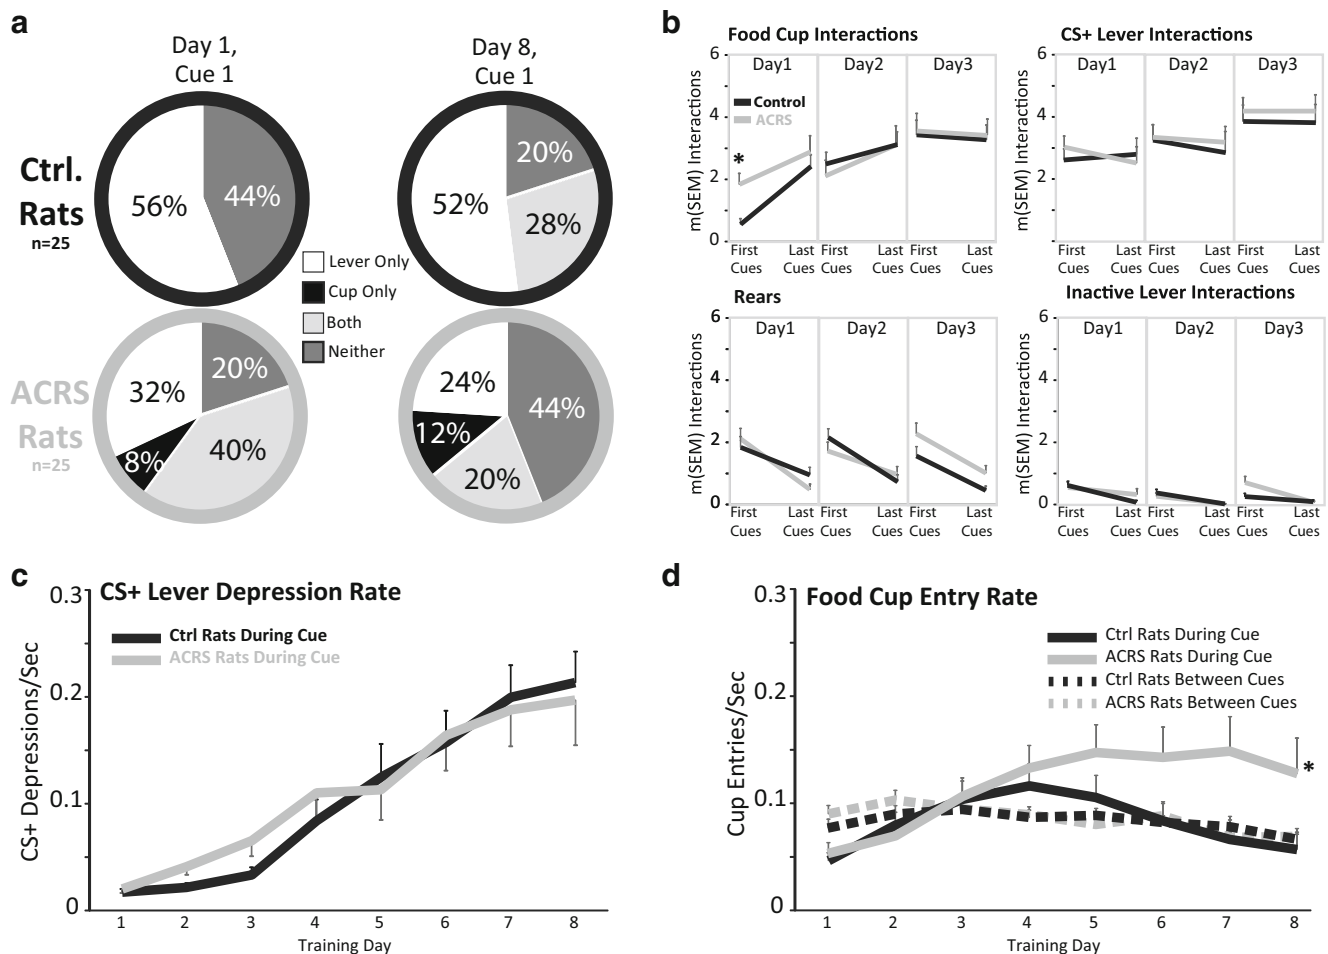 a
Day 1,
Cue 1
Day 8,
Cue 1
Ctrl.
Rats
n=25
56%
44%
52%
20%
28%
Lever Only
Cup Only
Both
Neither
ACRS
Rats
n=25
32%
20%
8%
40%
24%
44%
12%
20%
b
Food Cup Interactions
m(SEM) Interactions
6
4
2
0
Day1
Day2
Day3
Control
ACRS
*
First
Cues
Last
Cues
First
Cues
Last
Cues
First
Cues
Last
Cues
CS+ Lever Interactions
m(SEM) Interactions
6
4
2
0
Day1
Day2
Day3
First
Cues
Last
Cues
First
Cues
Last
Cues
First
Cues
Last
Cues
Rears
m(SEM) Interactions
6
4
2
0
Day1
Day2
Day3
First
Cues
Last
Cues
First
Cues
Last
Cues
First
Cues
Last
Cues
Inactive Lever Interactions
m(SEM) Interactions
6
4
2
0
Day1
Day2
Day3
First
Cues
Last
Cues
First
Cues
Last
Cues
First
Cues
Last
Cues
c
CS+ Lever Depression Rate
Ctrl Rats During Cue
ACRS Rats During Cue
CS+ Depressions/Sec
0.3
0.2
0.1
0
1 2 3 4 5 6 7 8
Training Day
d
Food Cup Entry Rate
Ctrl Rats During Cue
ACRS Rats During Cue
Ctrl Rats Between Cues
ACRS Rats Between Cues
Cup Entries/Sec
0.3
0.2
0.1
0
*
1 2 3 4 5 6 7 8
Training Day